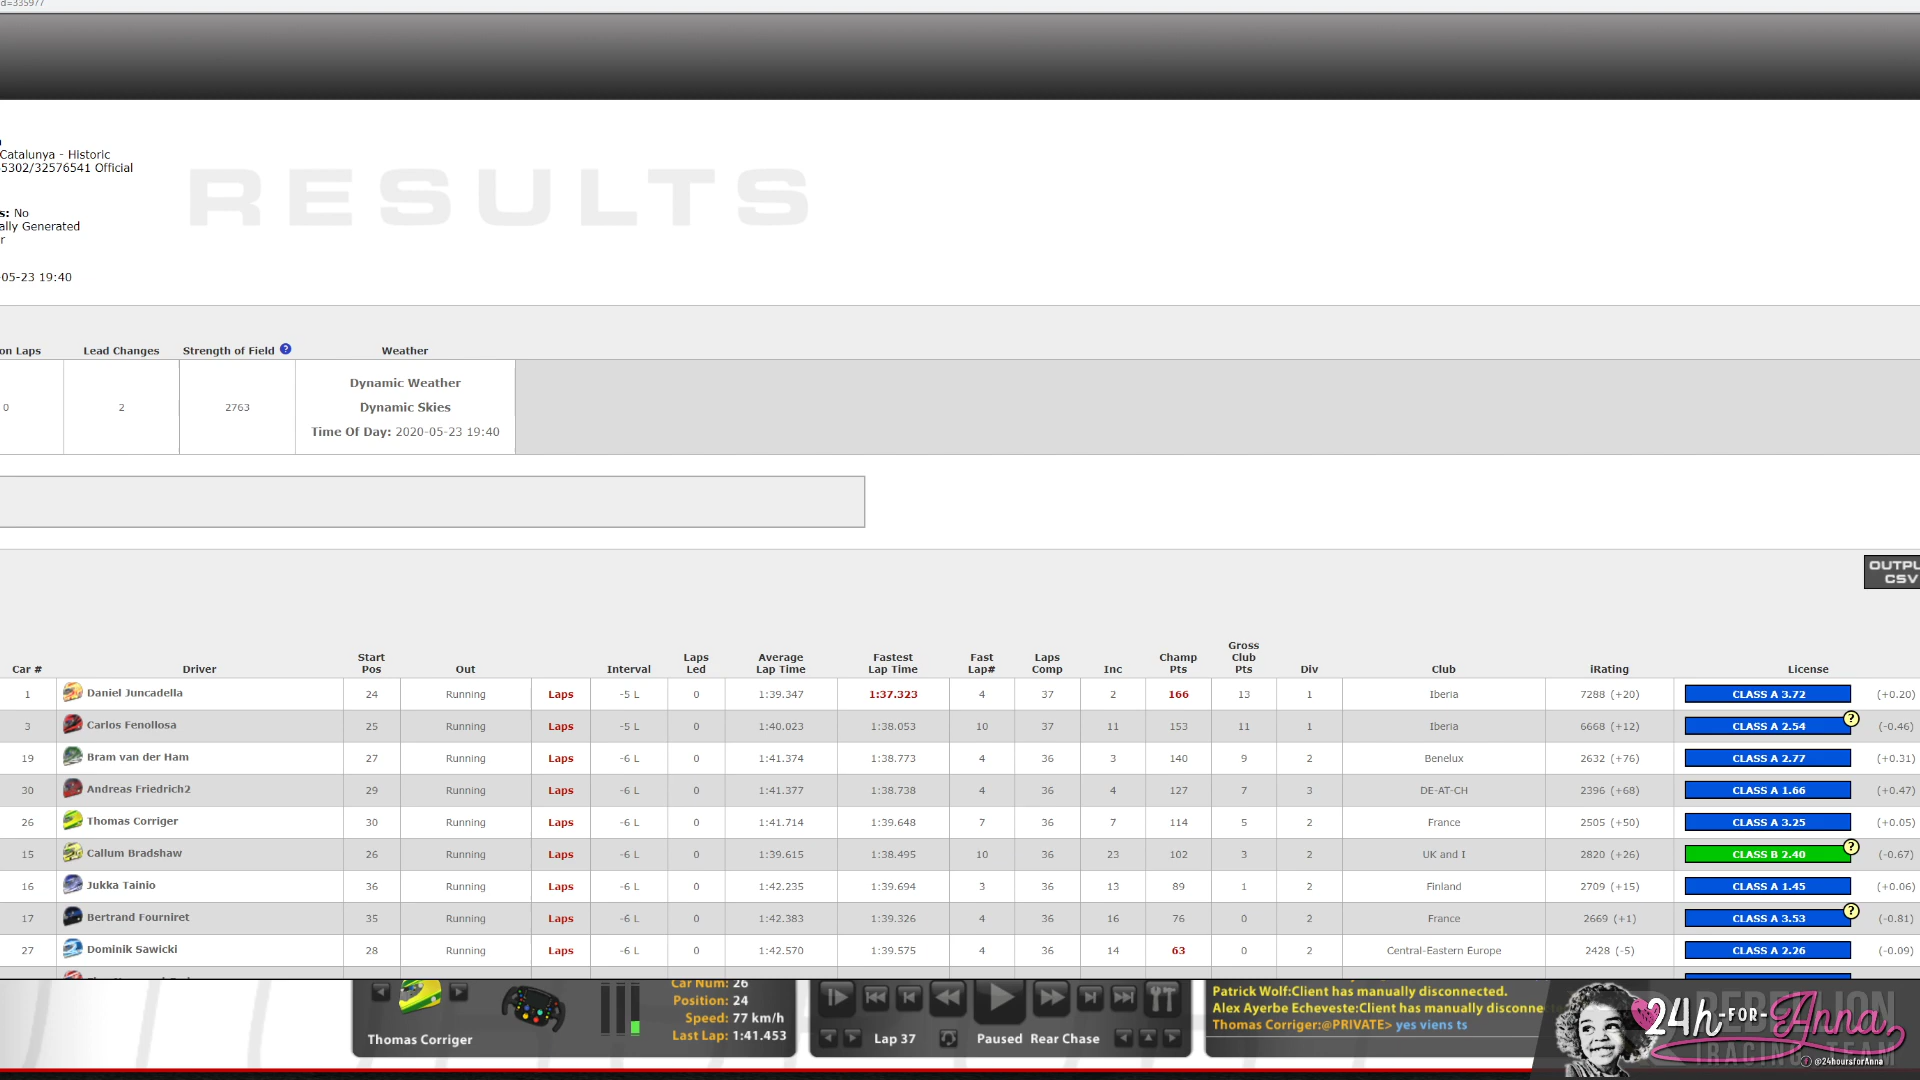 d=335977
Catalunya - Historic
5302/32576541 Official
RESULTS
s: No
ally Generated
r
-05-23 19:40
on Laps Lead Changes Strength of Field ? Weather
0 2 2763 Dynamic Weather
Dynamic Skies
Time Of Day: 2020-05-23 19:40
OUTPU
CSV
Car # Driver Start Pos Out Interval Laps Led Average Lap Time Fastest Lap Time Fast Lap# Laps Comp Inc Champ Pts Gross Club Pts Div Club iRating License
1 Daniel Juncadella 24 Running Laps -5 L 0 1:39.347 1:37.323 4 37 2 166 13 1 Iberia 7288 (+20) CLASS A 3.72 (+0.20)
3 Carlos Fenollosa 25 Running Laps -5 L 0 1:40.023 1:38.053 10 37 11 153 11 1 Iberia 6668 (+12) CLASS A 2.54 ? (-0.46)
19 Bram van der Ham 27 Running Laps -6 L 0 1:41.374 1:38.773 4 36 3 140 9 2 Benelux 2632 (+76) CLASS A 2.77 (+0.31)
30 Andreas Friedrich2 29 Running Laps -6 L 0 1:41.377 1:38.738 4 36 4 127 7 3 DE-AT-CH 2396 (+68) CLASS A 1.66 (+0.47)
26 Thomas Corriger 30 Running Laps -6 L 0 1:41.714 1:39.648 7 36 7 114 5 2 France 2505 (+50) CLASS A 3.25 (+0.05)
15 Callum Bradshaw 26 Running Laps -6 L 0 1:39.615 1:38.495 10 36 23 102 3 2 UK and I 2820 (+26) CLASS B 2.40 ? (-0.67)
16 Jukka Tainio 36 Running Laps -6 L 0 1:42.235 1:39.694 3 36 13 89 1 2 Finland 2709 (+15) CLASS A 1.45 (+0.06)
17 Bertrand Fourniret 35 Running Laps -6 L 0 1:42.383 1:39.326 4 36 16 76 0 2 France 2669 (+1) CLASS A 3.53 ? (-0.81)
27 Dominik Sawicki 28 Running Laps -6 L 0 1:42.570 1:39.575 4 36 14 63 0 2 Central-Eastern Europe 2428 (-5) CLASS A 2.26 (-0.09)
Car Num: 26
Position: 24
Speed: 77 km/h
Last Lap: 1:41.453
Thomas Corriger
Lap 37 Paused Rear Chase
Patrick Wolf:Client has manually disconnected.
Alex Ayerbe Echeveste:Client has manually disconne
Thomas Corriger:@PRIVATE> yes viens ts
REBELLION
IRACING TEAM
24h-FOR-Anna
@24hoursforAnna